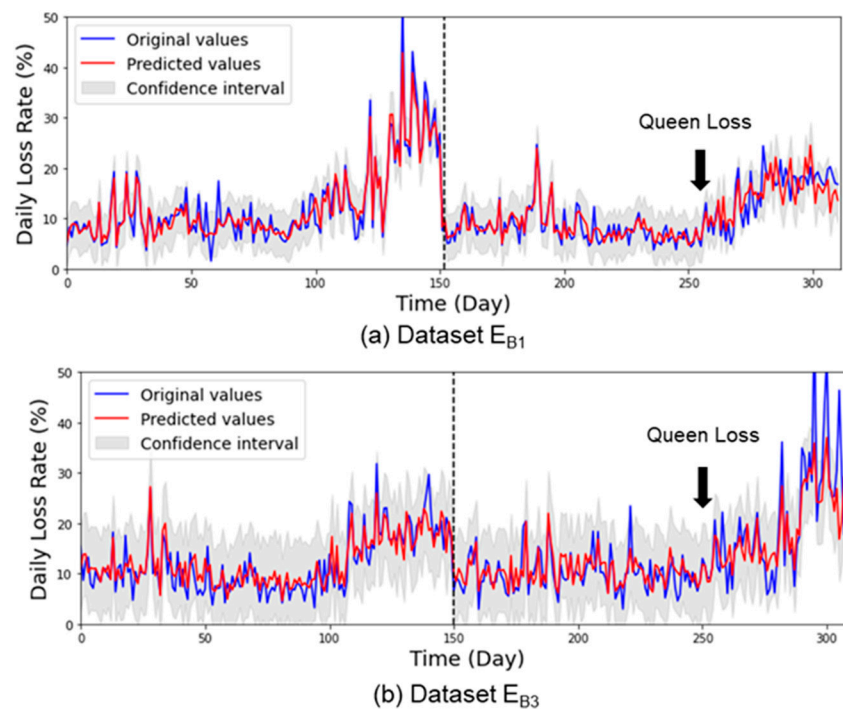 50
40
30
20
10
0
Daily Loss Rate (%)
Original values
Predicted values
Confidence interval
Queen Loss
0 50 100 150 200 250 300
Time (Day)
(a) Dataset EB1
50
40
30
20
10
0
Daily Loss Rate (%)
Original values
Predicted values
Confidence interval
Queen Loss
0 50 100 150 200 250 300
Time (Day)
(b) Dataset EB3